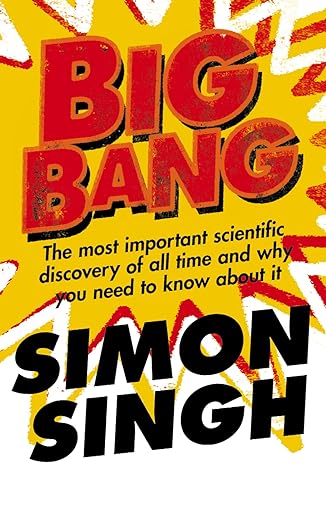 BIG
BANG
The most important scientific
discovery of all time and why
you need to know about it
SIMON
SINGH